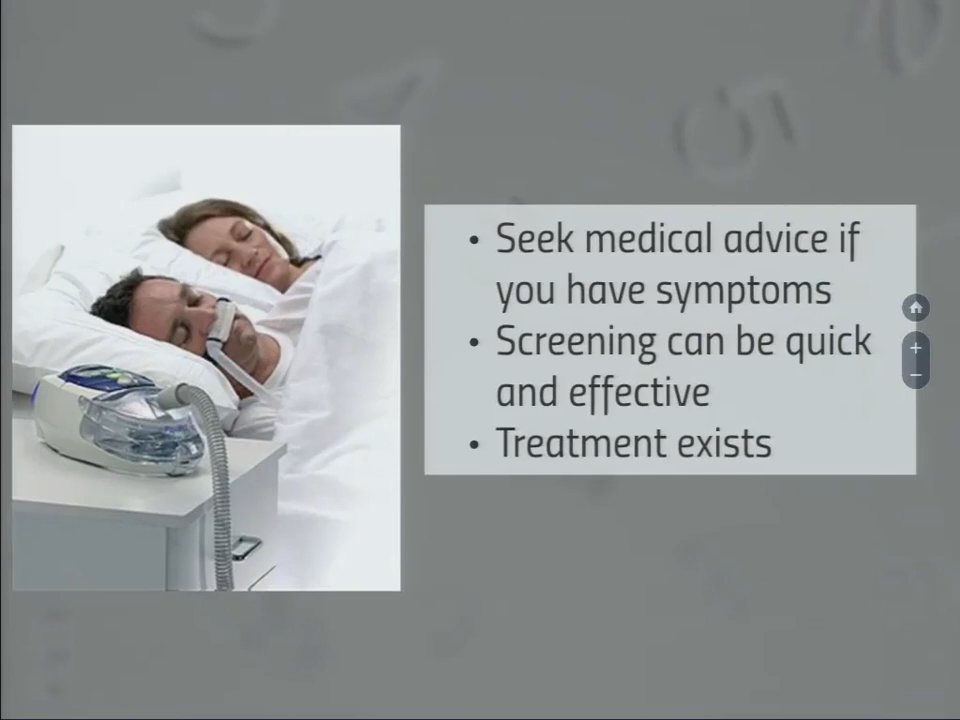 • Seek medical advice if
you have symptoms
• Screening can be quick
and effective
• Treatment exists